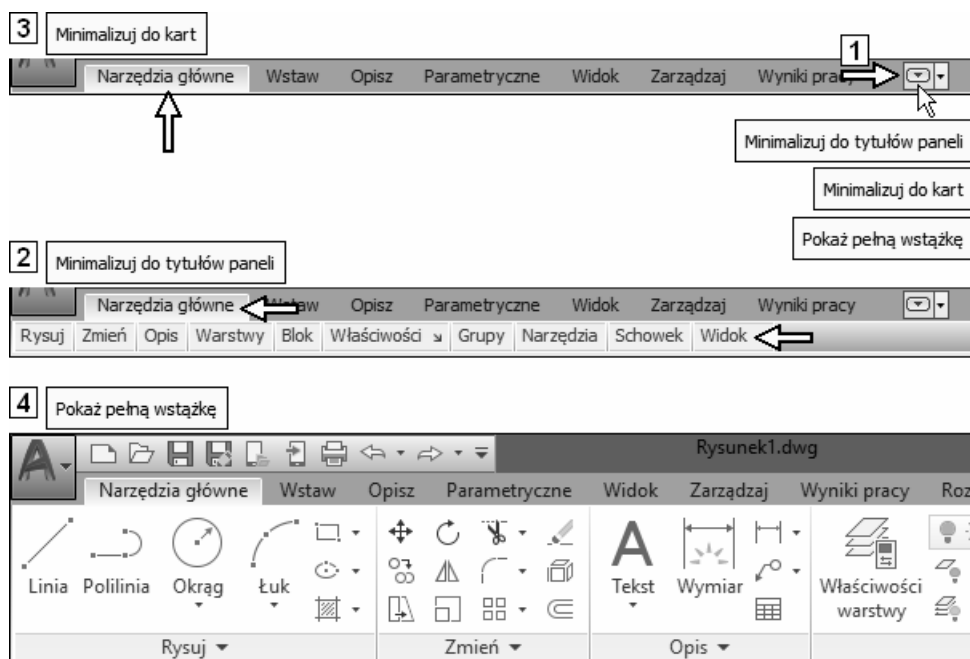 3 Minimalizuj do kart
1
Narzędzia główne Wstaw Opisz Parametryczne Widok Zarządzaj Wyniki pracy
Minimalizuj do tytułów paneli
Minimalizuj do kart
Pokaż pełną wstążkę
2 Minimalizuj do tytułów paneli
Narzędzia główne Wstaw Opisz Parametryczne Widok Zarządzaj Wyniki pracy
Rysuj Zmień Opis Warstwy Blok Właściwości Grupy Narzędzia Schowek Widok
4 Pokaż pełną wstążkę
Rysunek1.dwg
Narzędzia główne Wstaw Opisz Parametryczne Widok Zarządzaj Wyniki pracy Roz
Linia Polilinia Okrąg Łuk Tekst Wymiar Właściwości
warstwy
Rysuj Zmień Opis